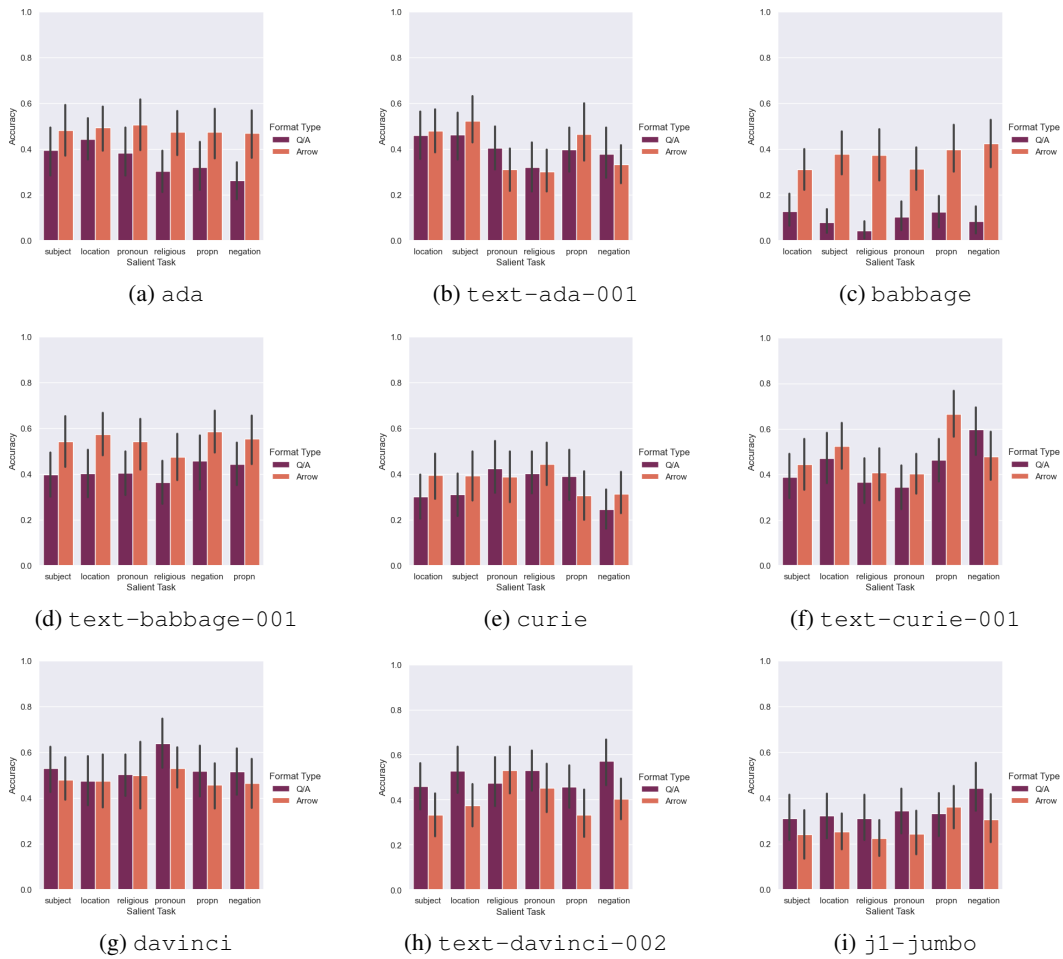 1.0
0.8
0.6
0.4
0.2
0.0
Accuracy
subject location pronoun religious propn negation
Salient Task
Format Type
Q/A
Arrow
(a) ada
1.0
0.8
0.6
0.4
0.2
0.0
Accuracy
location subject pronoun religious propn negation
Salient Task
Format Type
Q/A
Arrow
(b) text-ada-001
1.0
0.8
0.6
0.4
0.2
0.0
Accuracy
location subject religious pronoun propn negation
Salient Task
Format Type
Q/A
Arrow
(c) babbage
1.0
0.8
0.6
0.4
0.2
0.0
Accuracy
subject location pronoun religious negation propn
Salient Task
Format Type
Q/A
Arrow
(d) text-babbage-001
1.0
0.8
0.6
0.4
0.2
0.0
Accuracy
location subject pronoun religious propn negation
Salient Task
Format Type
Q/A
Arrow
(e) curie
1.0
0.8
0.6
0.4
0.2
0.0
Accuracy
subject location religious pronoun propn negation
Salient Task
Format Type
Q/A
Arrow
(f) text-curie-001
1.0
0.8
0.6
0.4
0.2
0.0
Accuracy
subject location religious pronoun propn negation
Salient Task
Format Type
Q/A
Arrow
(g) davinci
1.0
0.8
0.6
0.4
0.2
0.0
Accuracy
subject location religious pronoun propn negation
Salient Task
Format Type
Q/A
Arrow
(h) text-davinci-002
1.0
0.8
0.6
0.4
0.2
0.0
Accuracy
subject location religious pronoun propn negation
Salient Task
Format Type
Q/A
Arrow
(i) j1-jumbo